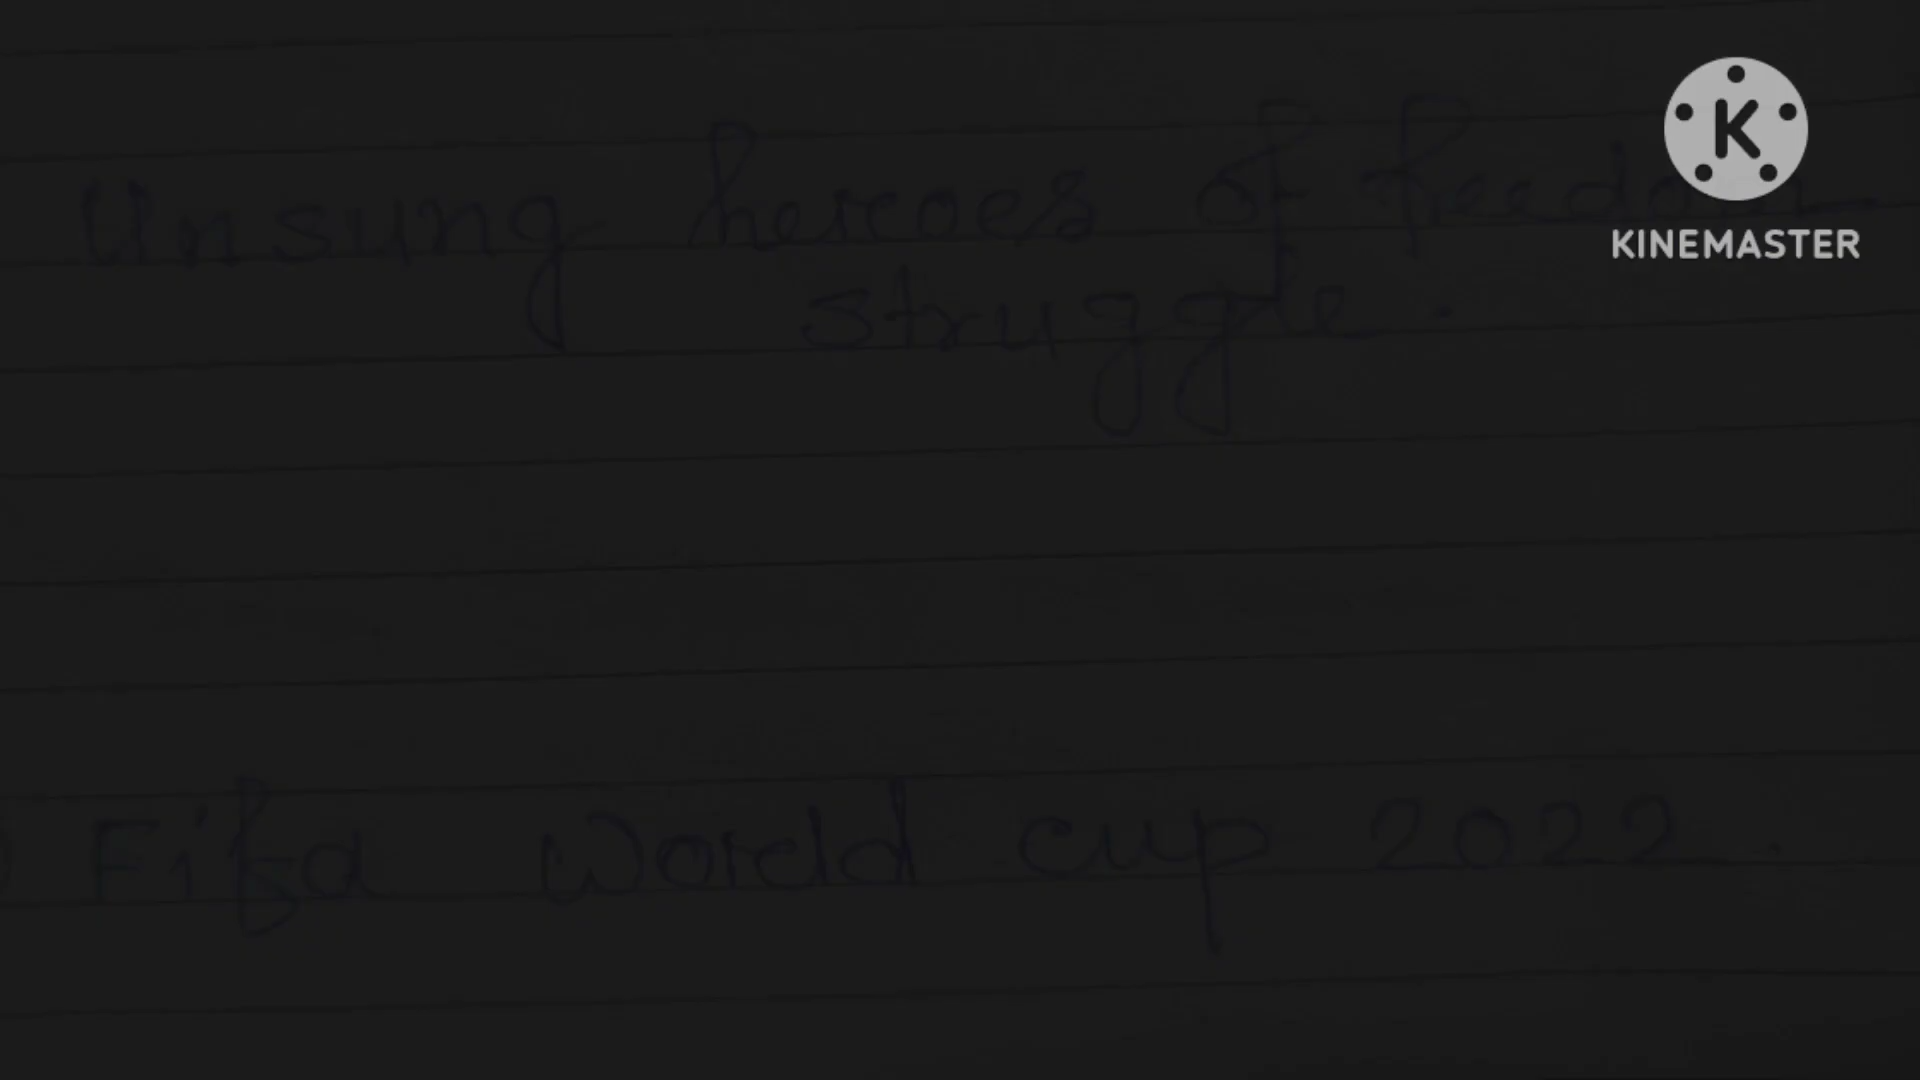 Unsung heroes of freedom
struggle.
Fifa World cup 2022.
KINEMASTER